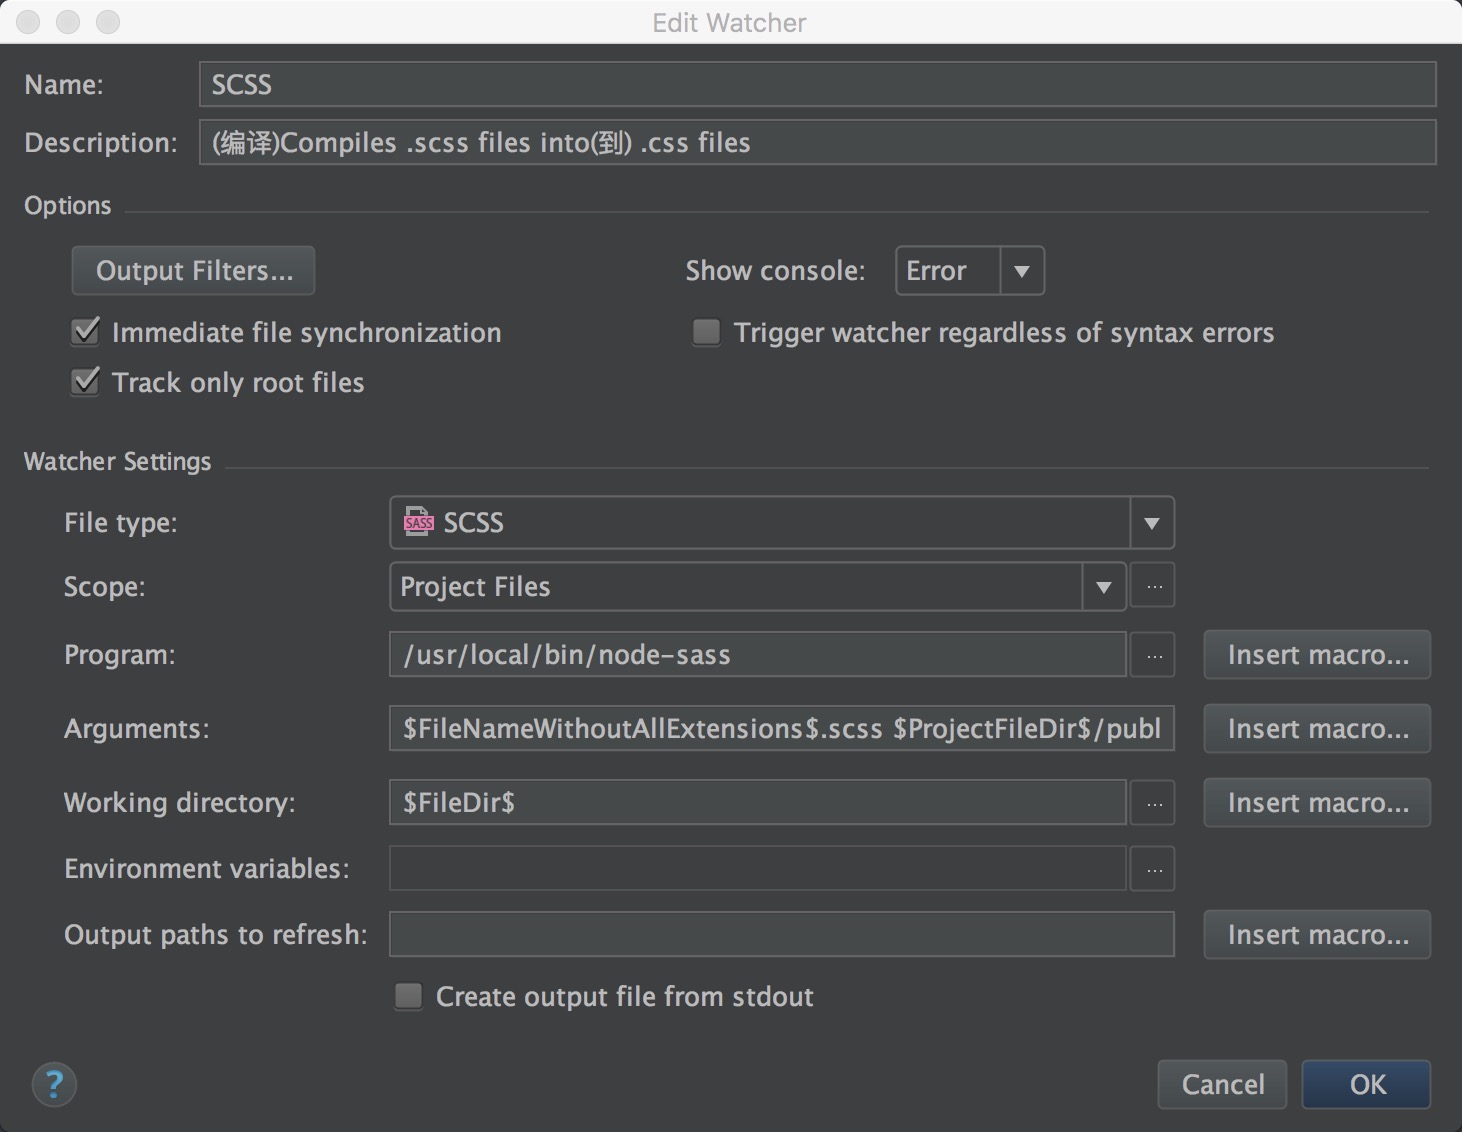 Edit Watcher
Name: SCSS
Description: (编译)Compiles .scss files into(到) .css files
Options
Output Filters... Show console: Error
Immediate file synchronization Trigger watcher regardless of syntax errors
Track only root files
Watcher Settings
File type: SASS SCSS
Scope: Project Files ...
Program: /usr/local/bin/node-sass ... Insert macro...
Arguments: $FileNameWithoutAllExtensions$.scss $ProjectFileDir$/publ Insert macro...
Working directory: $FileDir$ ... Insert macro...
Environment variables: ...
Output paths to refresh: Insert macro...
Create output file from stdout
? Cancel OK